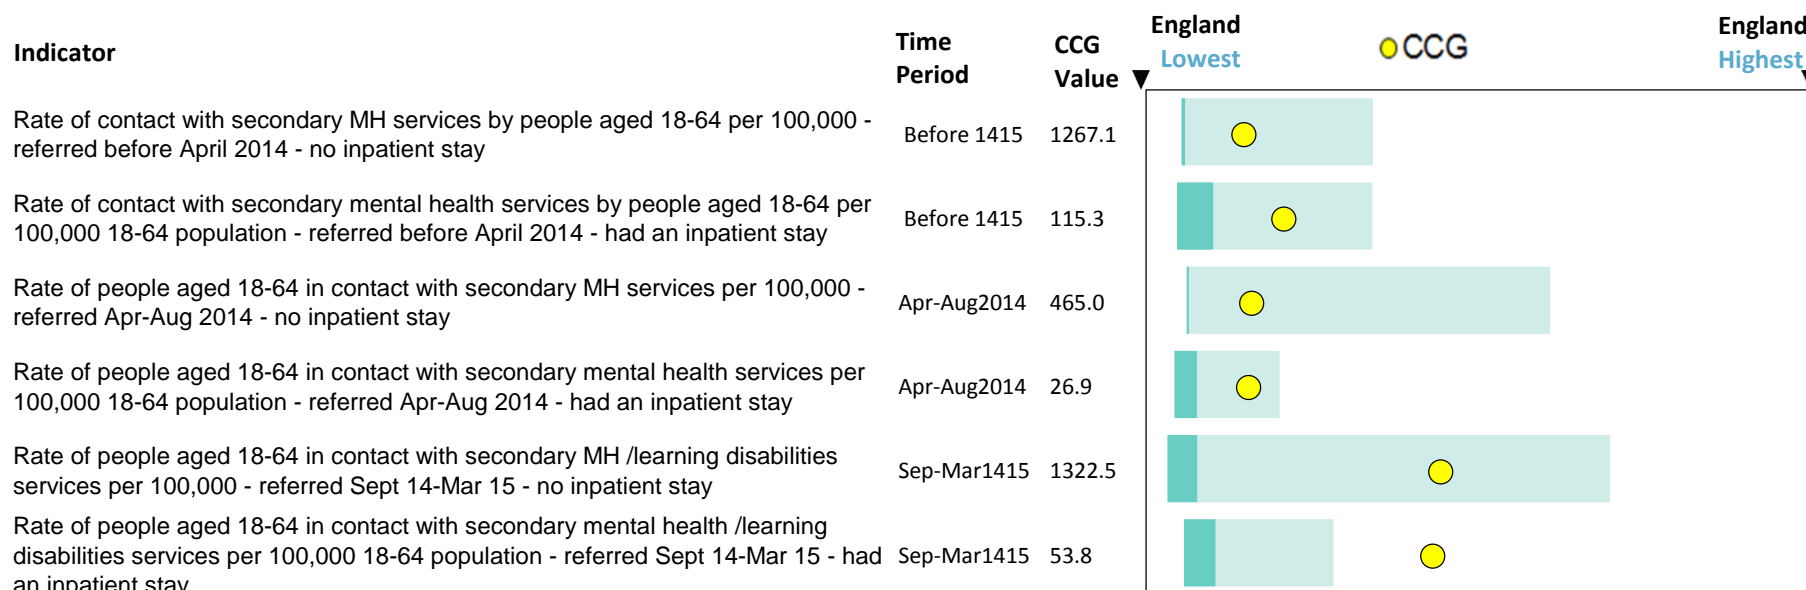 Indicator
Time Period
CCG Value
England Lowest
CCG
England Highest
Rate of contact with secondary MH services by people aged 18-64 per 100,000 -
referred before April 2014 - no inpatient stay
Before 1415 1267.1
Rate of contact with secondary mental health services by people aged 18-64 per
100,000 18-64 population - referred before April 2014 - had an inpatient stay
Before 1415 115.3
Rate of people aged 18-64 in contact with secondary MH services per 100,000 -
referred Apr-Aug 2014 - no inpatient stay
Apr-Aug2014 465.0
Rate of people aged 18-64 in contact with secondary mental health services per
100,000 18-64 population - referred Apr-Aug 2014 - had an inpatient stay
Apr-Aug2014 26.9
Rate of people aged 18-64 in contact with secondary MH /learning disabilities
services per 100,000 - referred Sept 14-Mar 15 - no inpatient stay
Sep-Mar1415 1322.5
Rate of people aged 18-64 in contact with secondary mental health /learning
disabilities services per 100,000 18-64 population - referred Sept 14-Mar 15 - had
an inpatient stay
Sep-Mar1415 53.8